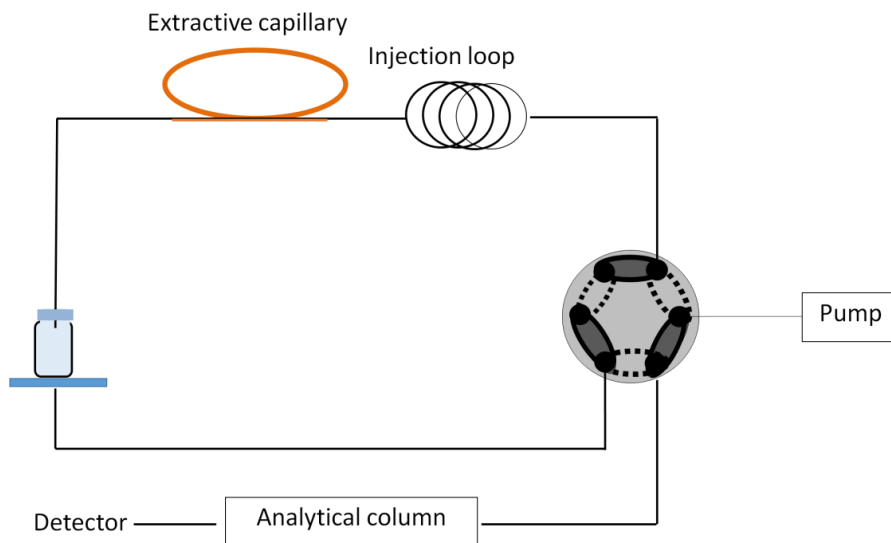 Extractive capillary
Injection loop
Pump
Analytical column
Detector